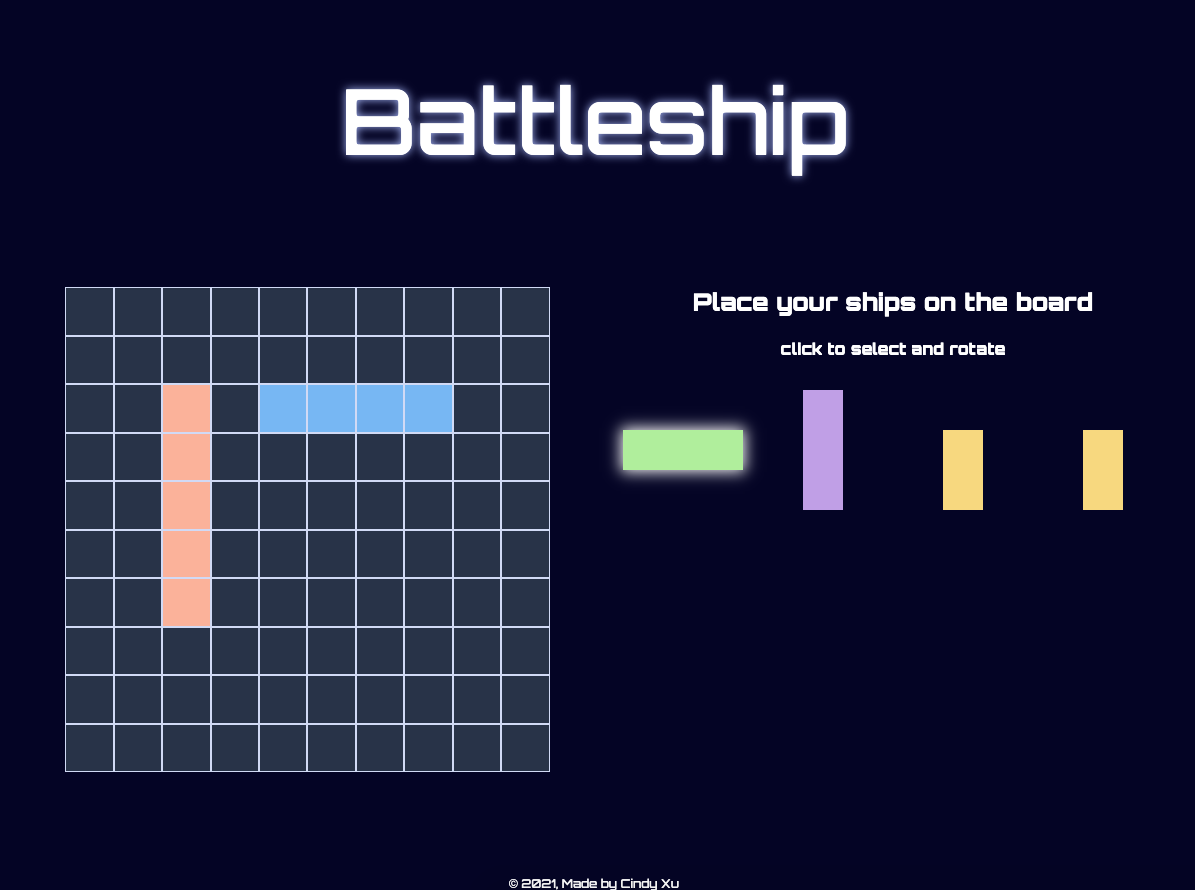 Battleship
Place your ships on the board
click to select and rotate
© 2021, Made by Cindy Xu